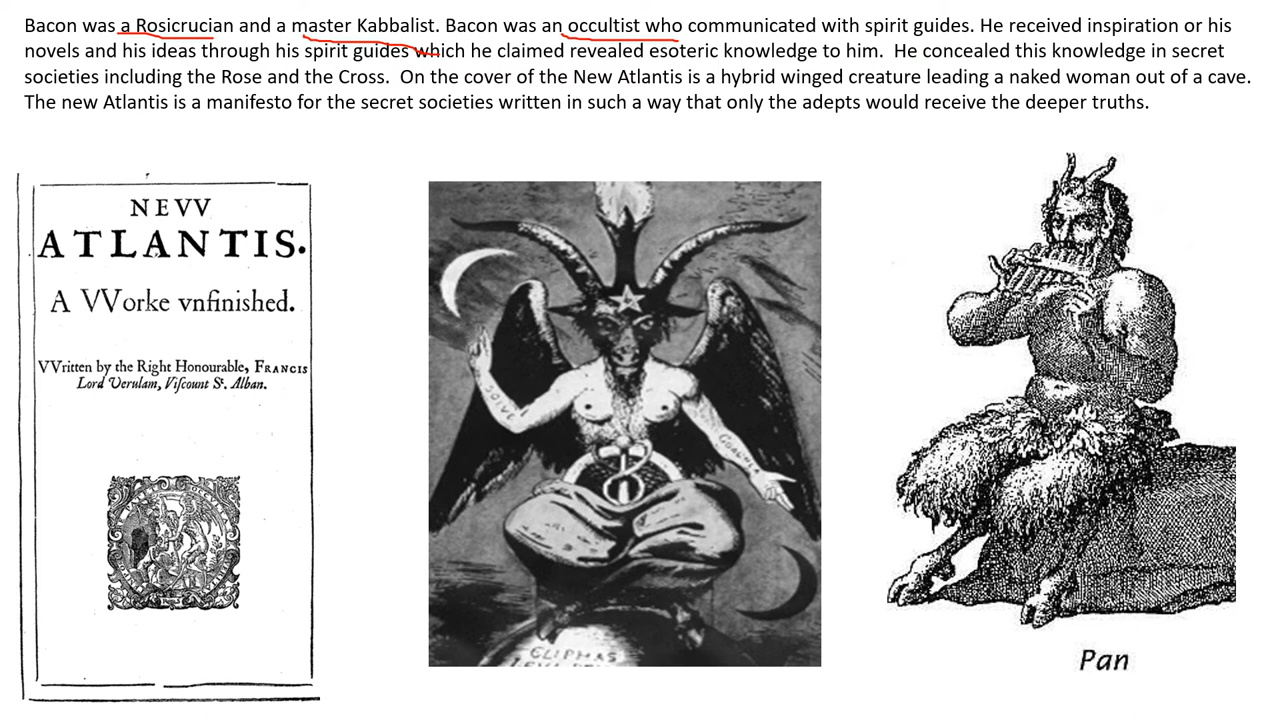 Bacon was a Rosicrucian and a master Kabbalist. Bacon was an occultist who communicated with spirit guides. He received inspiration or his
novels and his ideas through his spirit guides which he claimed revealed esoteric knowledge to him.  He concealed this knowledge in secret
societies including the Rose and the Cross.  On the cover of the New Atlantis is a hybrid winged creature leading a naked woman out of a cave.
The new Atlantis is a manifesto for the secret societies written in such a way that only the adepts would receive the deeper truths.
NEVV
ATLANTIS.
A VVorke vnfinished.
VVritten by the Right Honourable, FRANCIS
Lord Verulam, Viſcount St. Alban.
SOLVE
COAGULA
ELIPHAS
Pan